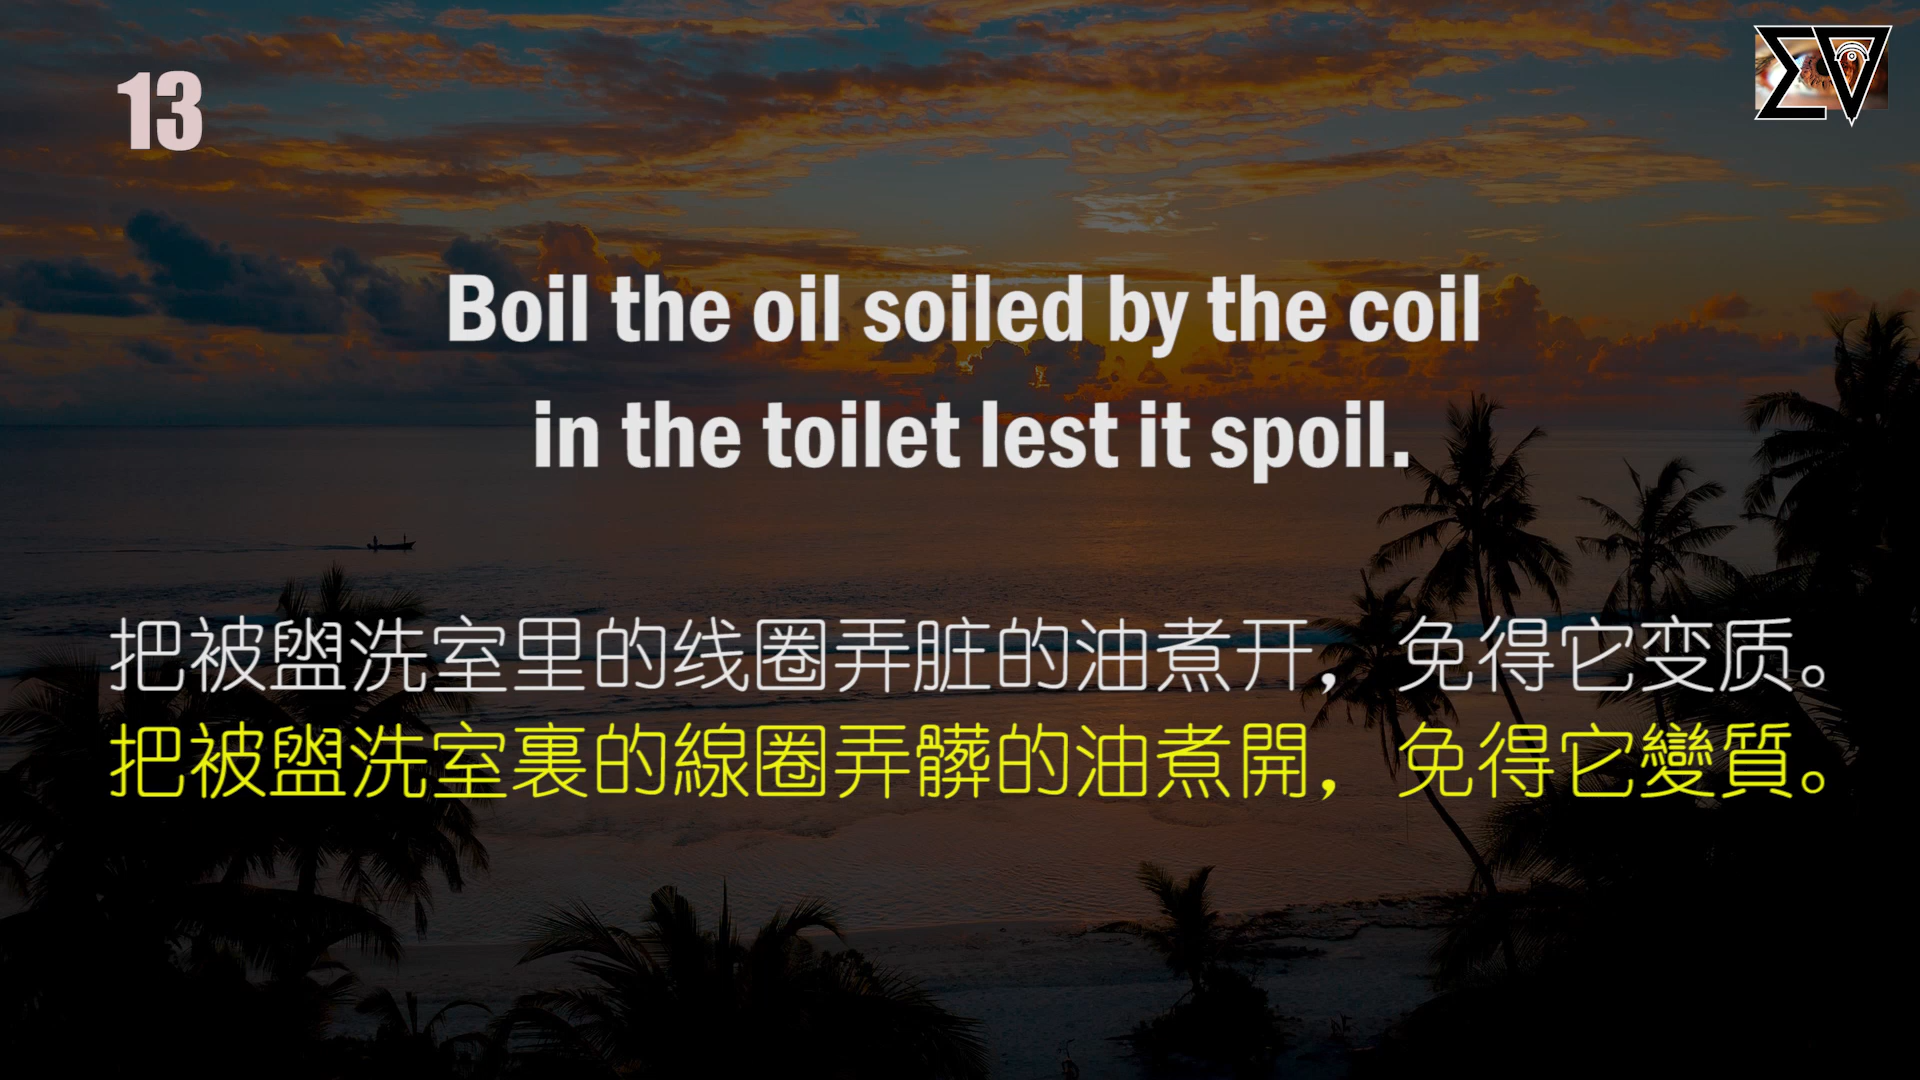 13
Boil the oil soiled by the coil
in the toilet lest it spoil.
把被盥洗室里的线圈弄脏的油煮开，免得它变质。
把被盥洗室裏的線圈弄髒的油煮開，免得它變質。